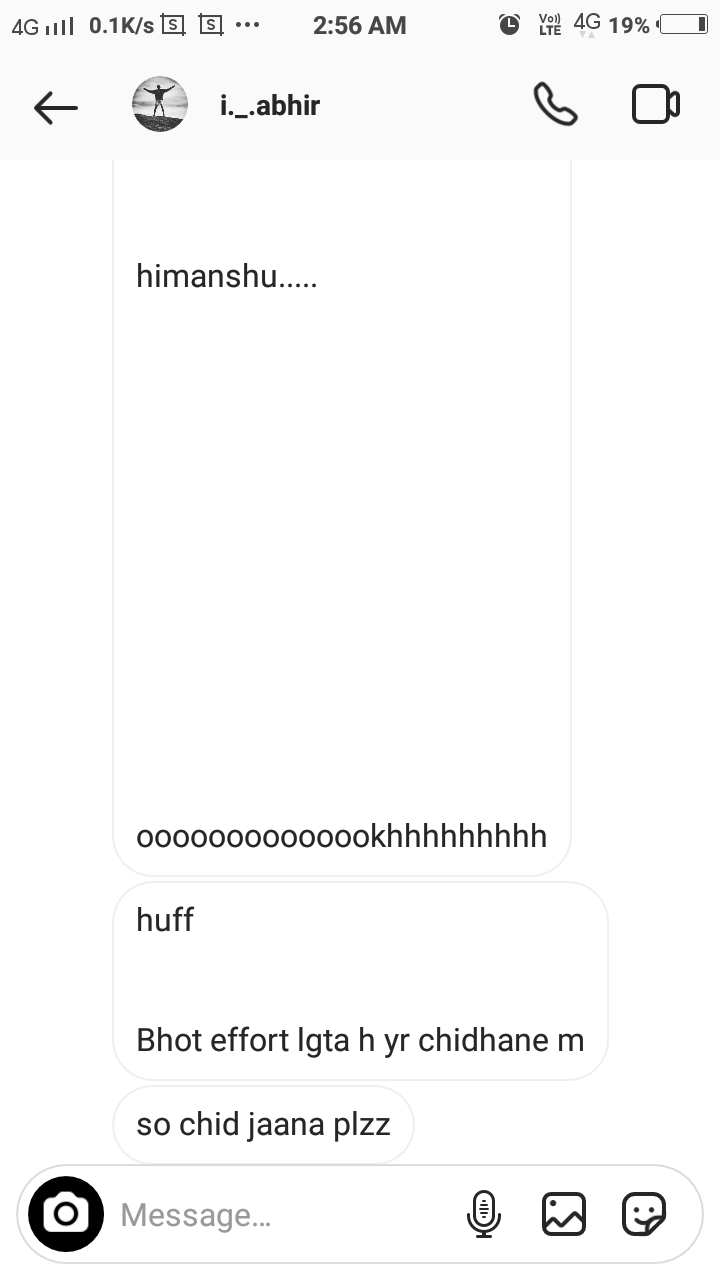 4G 0.1K/s S S ... 2:56 AM Vo)) LTE 4G 19%
i._.abhir
himanshu.....
oooooooooooookhhhhhhhhh
huff
Bhot effort lgta h yr chidhane m
so chid jaana plzz
Message...